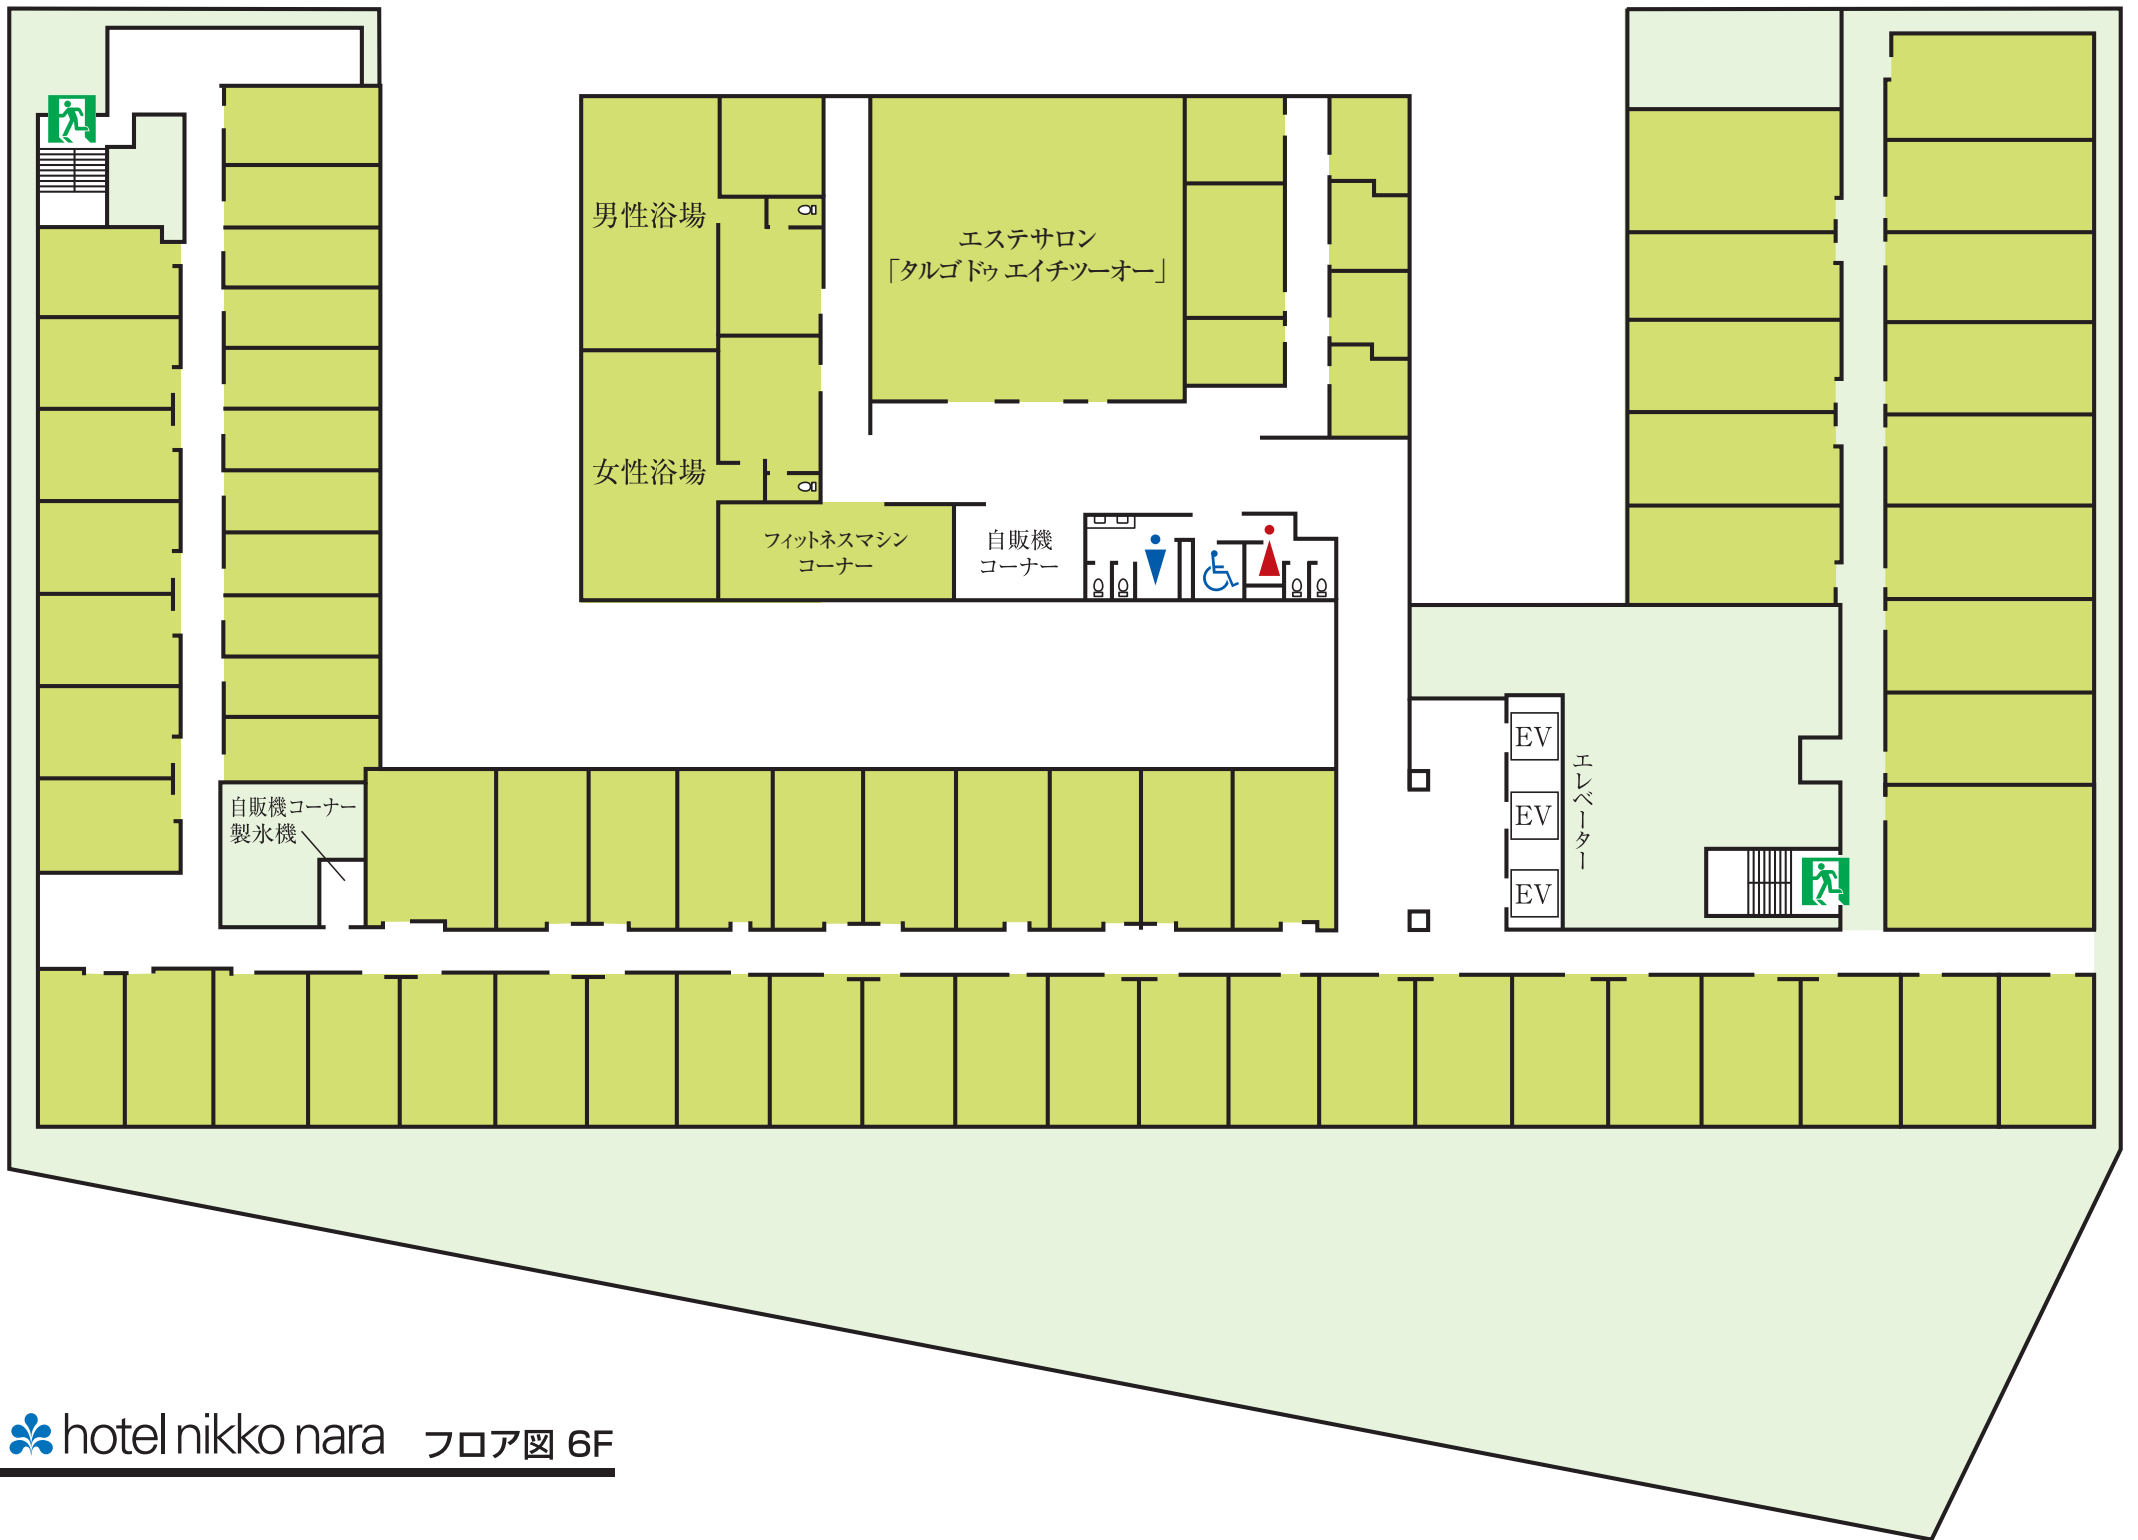 男性浴場
エステサロン
「タルゴ ドゥ エイチツーオー」
女性浴場
フィットネスマシン
コーナー
自販機
コーナー
EV
EV
EV
エレベーター
自販機コーナー
製氷機
hotel nikko nara フロア図 6F